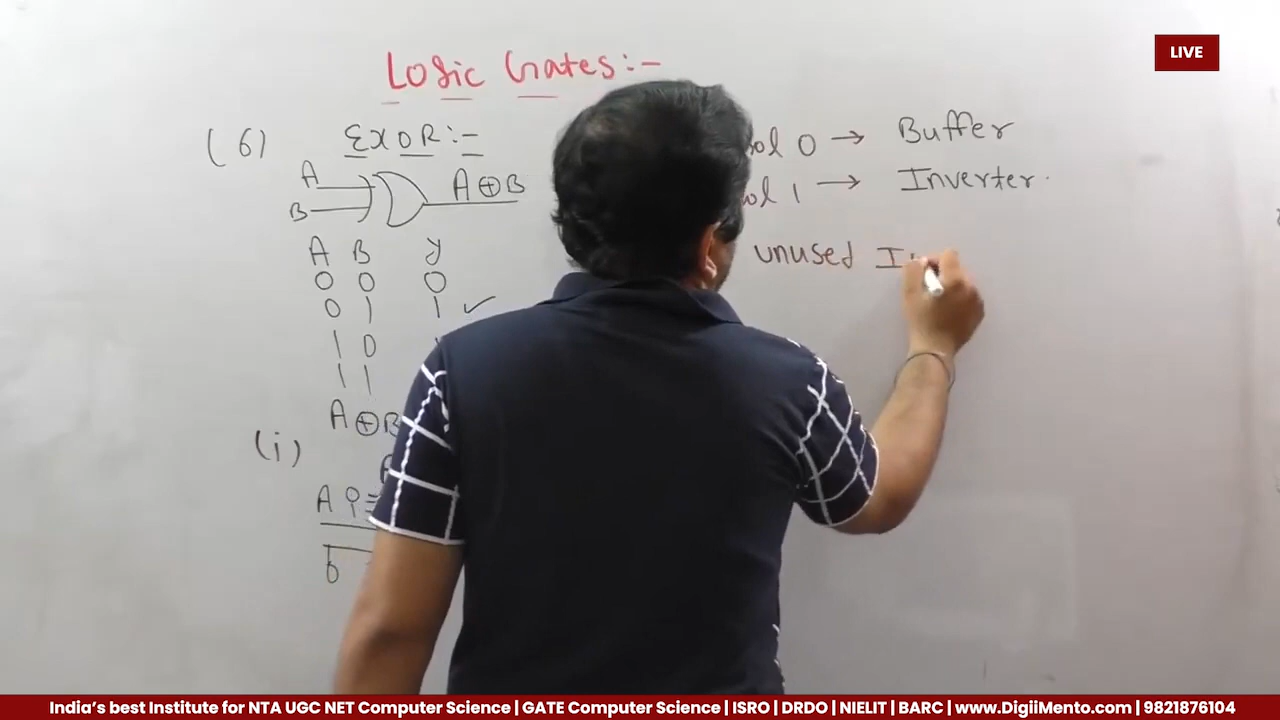 LIVE
Logic Gates:-
(6) EXOR:-
A
B
A⊕B
0 → Buffer
1 → Inverter.
unused
A B y
0 0 0
0 1 1 ✓
1 0
1 1
A⊕B
(i)
A
India's best Institute for NTA UGC NET Computer Science | GATE Computer Science | ISRO | DRDO | NIELIT | BARC | www.DigiiMento.com | 9821876104